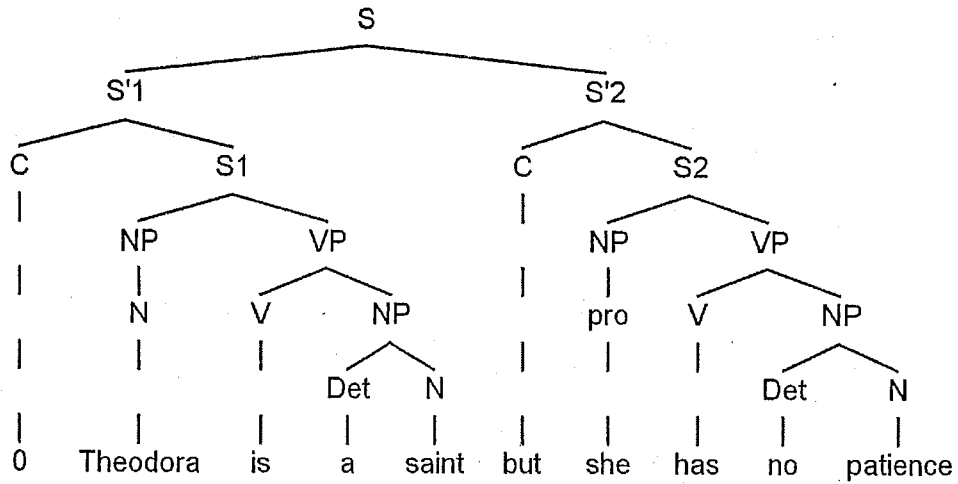 S
S'1 S'2
C S1 C S2
NP VP NP VP
N V NP pro V NP
Det N Det N
0 Theodora is a saint but she has no patience